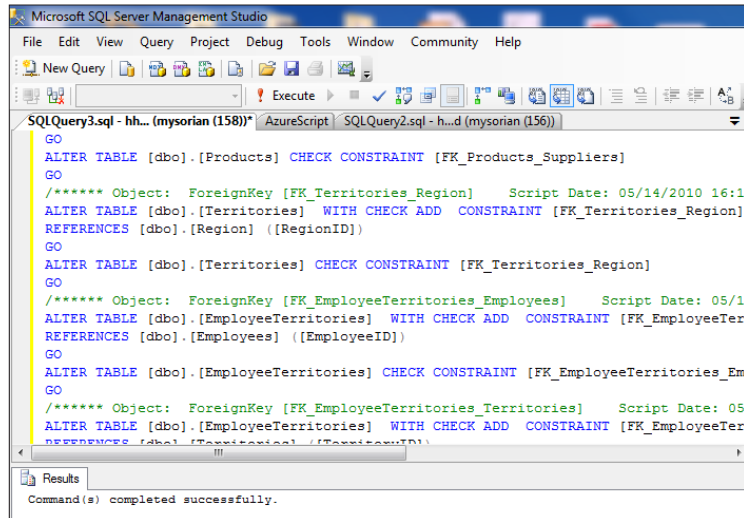 Microsoft SQL Server Management Studio
File Edit View Query Project Debug Tools Window Community Help
New Query
Execute
SQLQuery3.sql - hh... (mysorian (158))* AzureScript SQLQuery2.sql - h...d (mysorian (156))
GO
ALTER TABLE [dbo].[Products] CHECK CONSTRAINT [FK_Products_Suppliers]
GO
/****** Object:  ForeignKey [FK_Territories_Region]    Script Date: 05/14/2010 16:1
ALTER TABLE [dbo].[Territories]  WITH CHECK ADD  CONSTRAINT [FK_Territories_Region]
REFERENCES [dbo].[Region] ([RegionID])
GO
ALTER TABLE [dbo].[Territories] CHECK CONSTRAINT [FK_Territories_Region]
GO
/****** Object:  ForeignKey [FK_EmployeeTerritories_Employees]    Script Date: 05/1
ALTER TABLE [dbo].[EmployeeTerritories]  WITH CHECK ADD  CONSTRAINT [FK_EmployeeTer
REFERENCES [dbo].[Employees] ([EmployeeID])
GO
ALTER TABLE [dbo].[EmployeeTerritories] CHECK CONSTRAINT [FK_EmployeeTerritories_Em
GO
/****** Object:  ForeignKey [FK_EmployeeTerritories_Territories]    Script Date: 05
ALTER TABLE [dbo].[EmployeeTerritories]  WITH CHECK ADD  CONSTRAINT [FK_EmployeeTer
REFERENCES [dbo].[Territories] ([TerritoryID])
Results
Command(s) completed successfully.